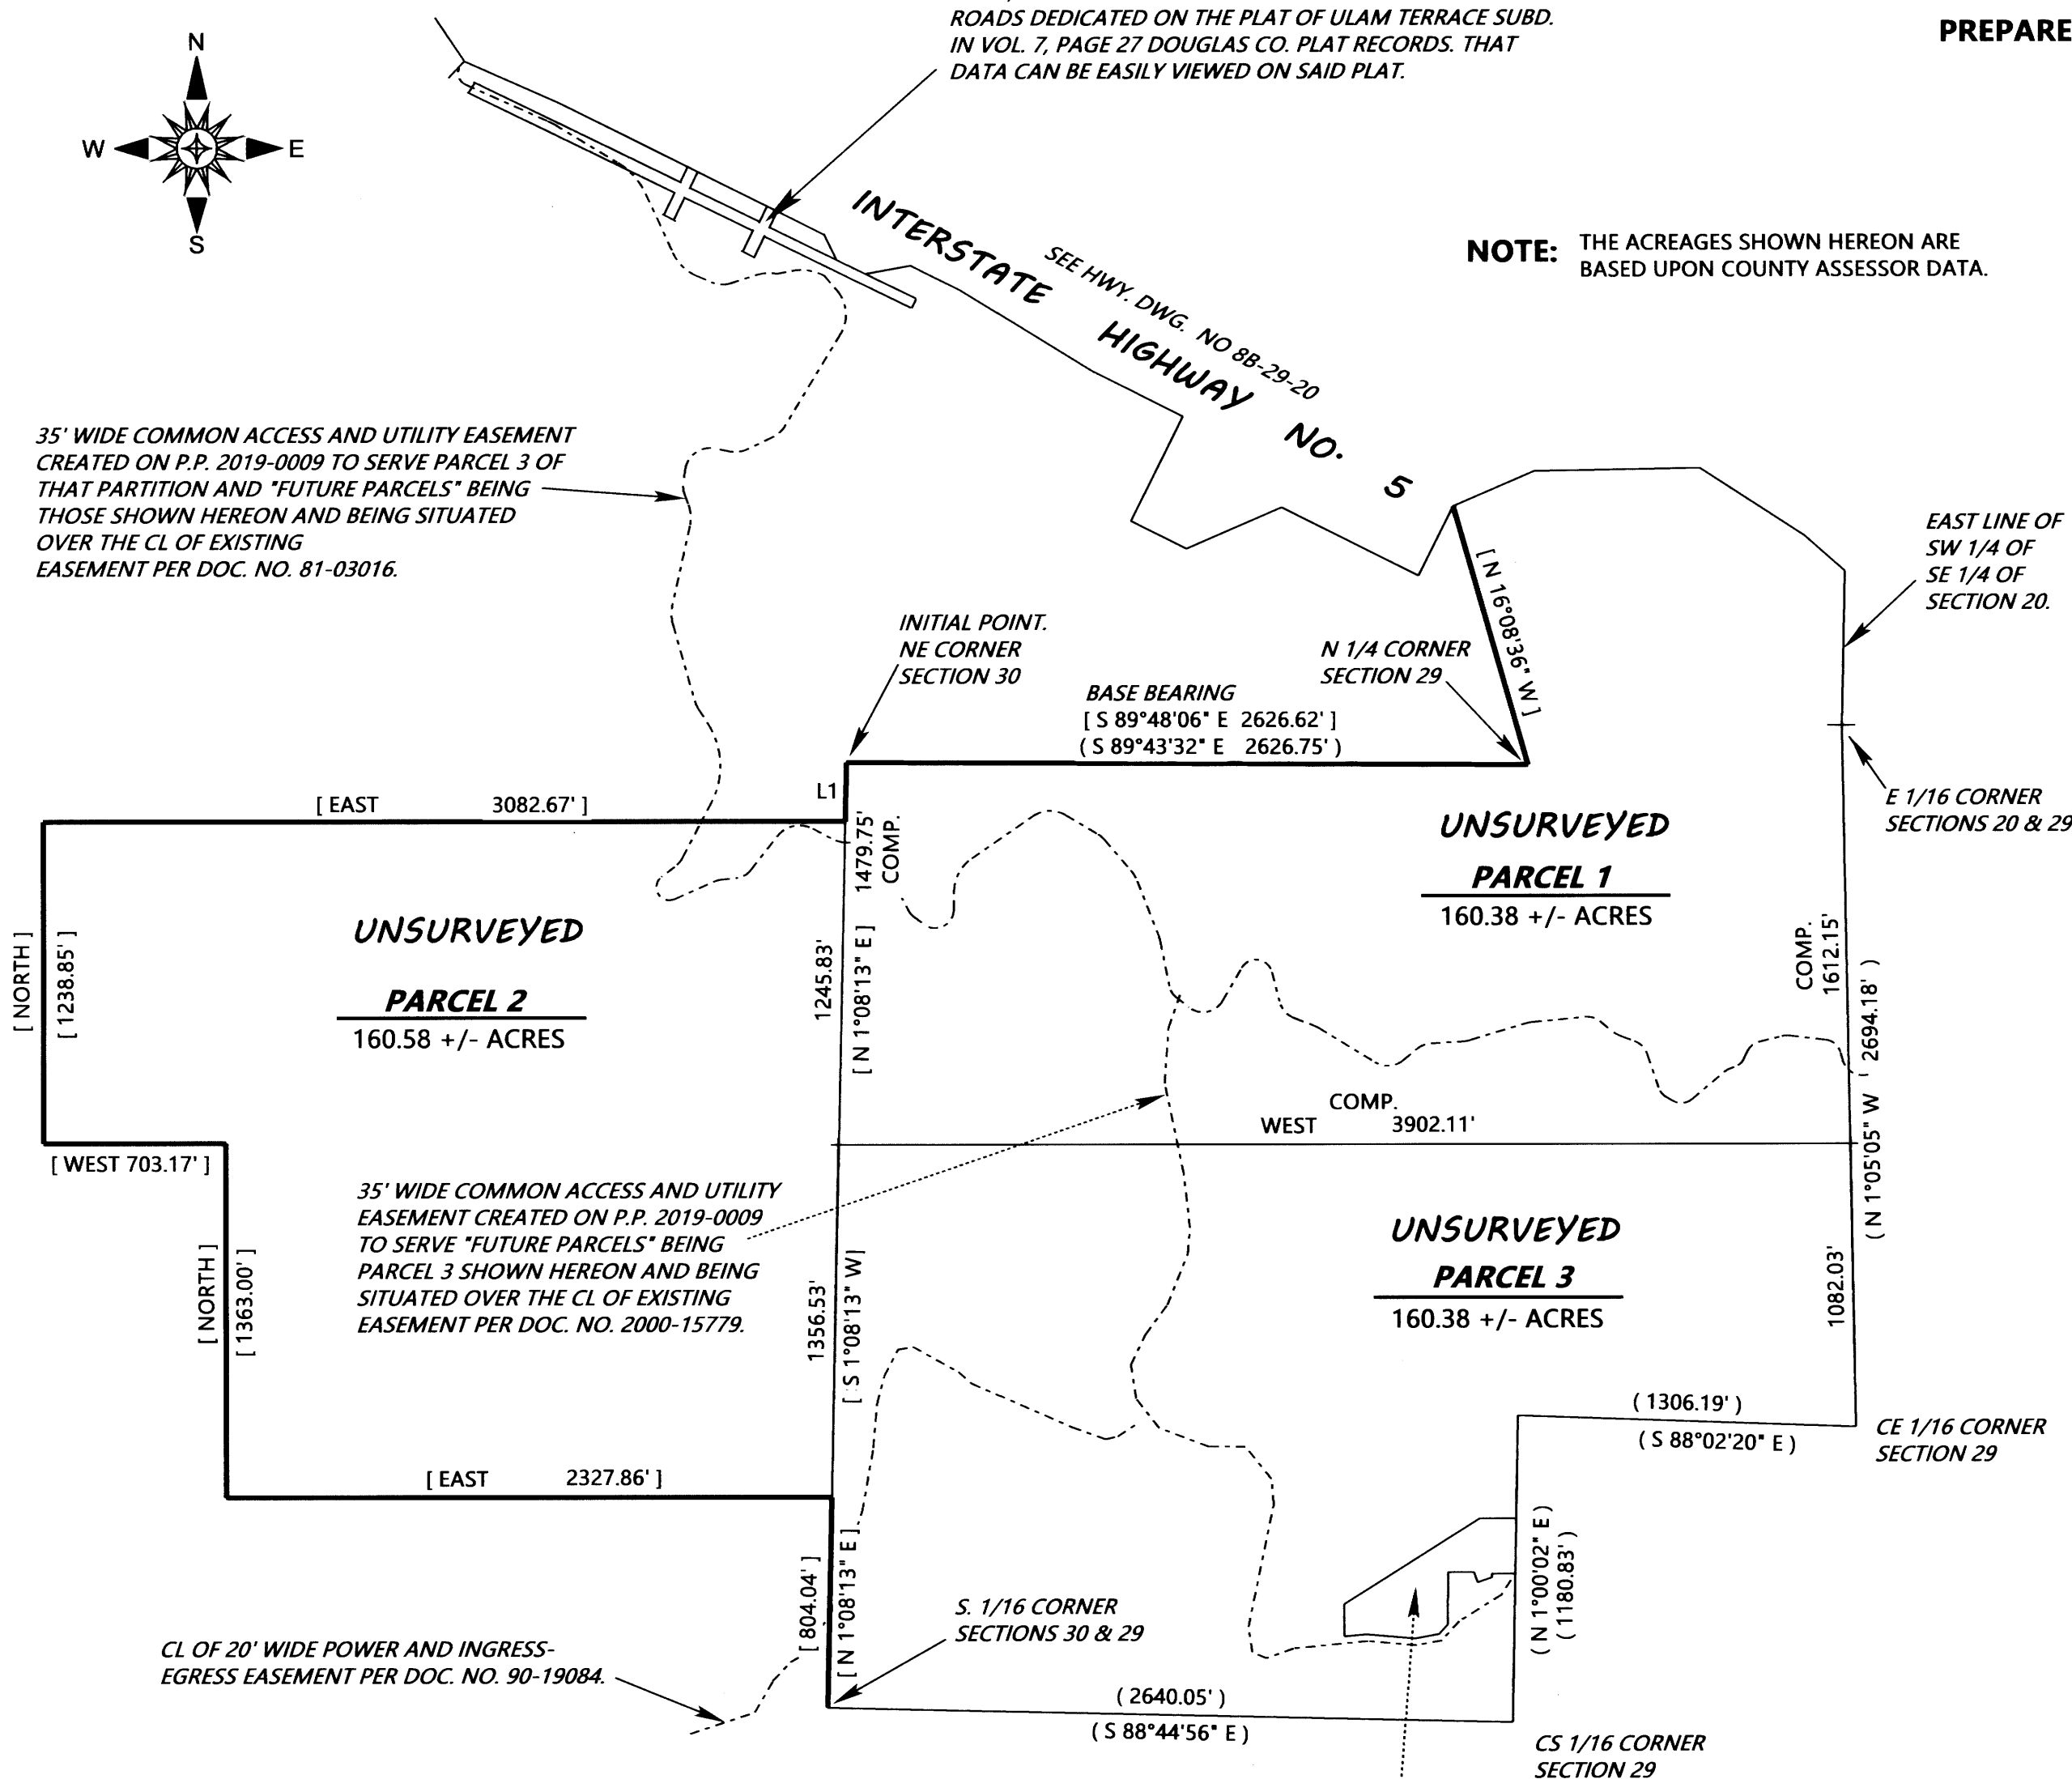 ROADS DEDICATED ON THE PLAT OF ULAM TERRACE SUBD.
IN VOL. 7, PAGE 27 DOUGLAS CO. PLAT RECORDS. THAT
DATA CAN BE EASILY VIEWED ON SAID PLAT.
PREPARE
N
W
E
S
INTERSTATE HIGHWAY NO. 5
SEE HWY. DWG. NO 8B-29-20
NOTE: THE ACREAGES SHOWN HEREON ARE
BASED UPON COUNTY ASSESSOR DATA.
35' WIDE COMMON ACCESS AND UTILITY EASEMENT
CREATED ON P.P. 2019-0009 TO SERVE PARCEL 3 OF
THAT PARTITION AND "FUTURE PARCELS" BEING
THOSE SHOWN HEREON AND BEING SITUATED
OVER THE CL OF EXISTING
EASEMENT PER DOC. NO. 81-03016.
EAST LINE OF
SW 1/4 OF
SE 1/4 OF
SECTION 20.
[ N 16°08'36" W ]
INITIAL POINT.
NE CORNER
SECTION 30
N 1/4 CORNER
SECTION 29
BASE BEARING
[ S 89°48'06" E 2626.62' ]
( S 89°43'32" E 2626.75' )
L1
[ EAST 3082.67' ]
E 1/16 CORNER
SECTIONS 20 & 29
1479.75'
COMP.
UNSURVEYED
PARCEL 1
160.38 +/- ACRES
UNSURVEYED
PARCEL 2
160.58 +/- ACRES
[ NORTH ]
[ 1238.85' ]
1245.83'
[ N 1°08'13" E ]
COMP.
1612.15'
( N 1°05'05" W 2694.18' )
COMP.
WEST 3902.11'
[ WEST 703.17' ]
35' WIDE COMMON ACCESS AND UTILITY
EASEMENT CREATED ON P.P. 2019-0009
TO SERVE "FUTURE PARCELS" BEING
PARCEL 3 SHOWN HEREON AND BEING
SITUATED OVER THE CL OF EXISTING
EASEMENT PER DOC. NO. 2000-15779.
[ NORTH ]
[ 1363.00' ]
1356.53'
[ S 1°08'13" W]
UNSURVEYED
PARCEL 3
160.38 +/- ACRES
1082.03'
( 1306.19' )
( S 88°02'20" E )
CE 1/16 CORNER
SECTION 29
[ EAST 2327.86' ]
[ 804.04' ]
[ N 1°08'13" E ]
( N 1°00'02" E )
( 1180.83' )
S. 1/16 CORNER
SECTIONS 30 & 29
CL OF 20' WIDE POWER AND INGRESS-
EGRESS EASEMENT PER DOC. NO. 90-19084.
( 2640.05' )
( S 88°44'56" E )
CS 1/16 CORNER
SECTION 29